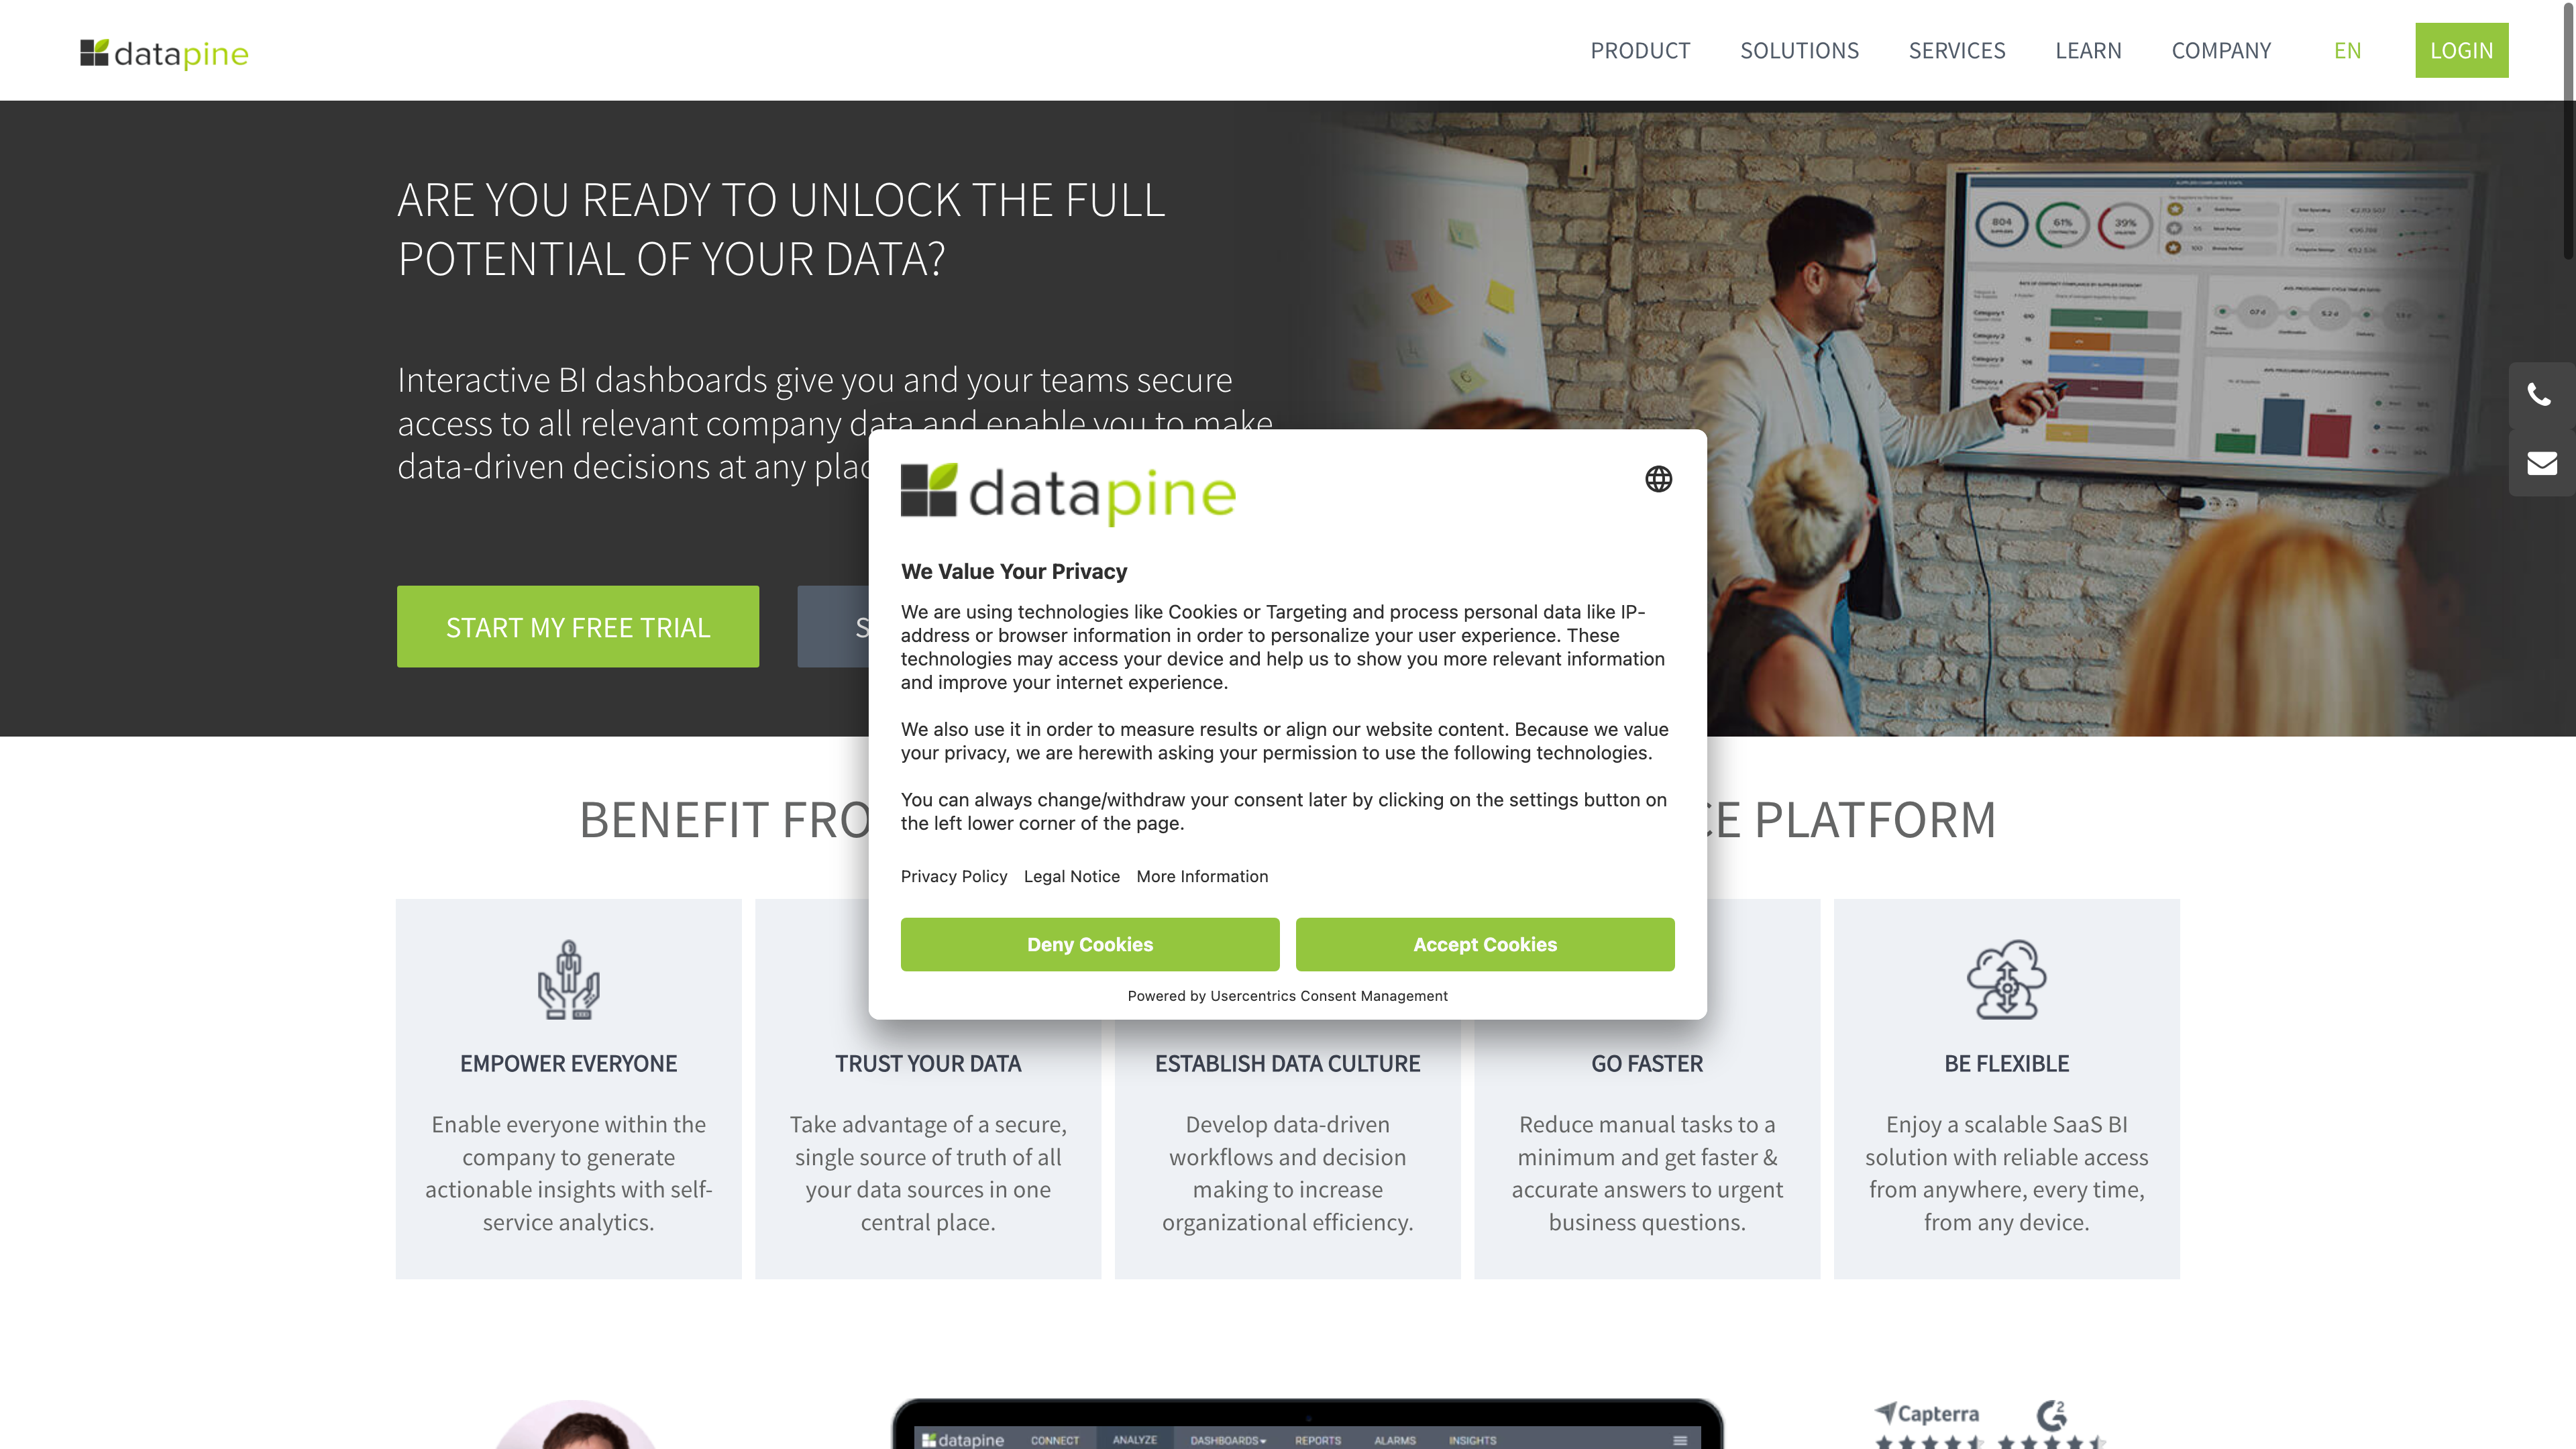 datapine
PRODUCT
SOLUTIONS
SERVICES
LEARN
COMPANY
EN
LOGIN
ARE YOU READY TO UNLOCK THE FULL
POTENTIAL OF YOUR DATA?
Interactive BI dashboards give you and your teams secure
access to all relevant company data and enable you to make
data-driven decisions at any
START MY FREE TRIAL
804
61%
39%
Category 1
Category 2
Category 3
Category 4
datapine
We Value Your Privacy
We are using technologies like Cookies or Targeting and process personal data like IP-
address or browser information in order to personalize your user experience. These
technologies may access your device and help us to show you more relevant information
and improve your internet experience.
We also use it in order to measure results or align our website content. Because we value
your privacy, we are herewith asking your permission to use the following technologies.
You can always change/withdraw your consent later by clicking on the settings button on
the left lower corner of the page.
Privacy Policy
Legal Notice
More Information
Deny Cookies
Accept Cookies
Powered by Usercentrics Consent Management
BENEFIT PLATFORM
EMPOWER EVERYONE
Enable everyone within the
company to generate
actionable insights with self-
service analytics.
TRUST YOUR DATA
Take advantage of a secure,
single source of truth of all
your data sources in one
central place.
ESTABLISH DATA CULTURE
Develop data-driven
workflows and decision
making to increase
organizational efficiency.
GO FASTER
Reduce manual tasks to a
minimum and get faster &
accurate answers to urgent
business questions.
BE FLEXIBLE
Enjoy a scalable SaaS BI
solution with reliable access
from anywhere, every time,
from any device.
datapine
CONNECT
ANALYZE
DASHBOARDS
REPORTS
ALARMS
INSIGHTS
Capterra
G2